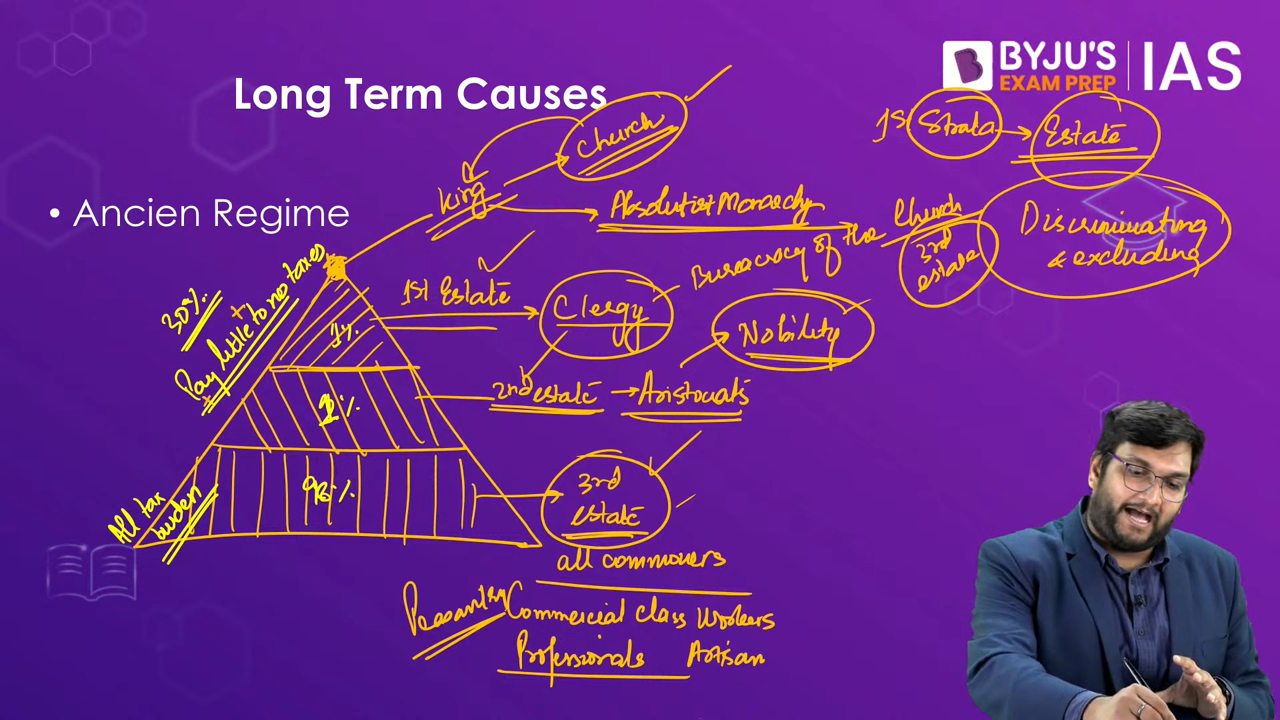 BYJU'S
EXAM PREP
IAS
Long Term Causes
• Ancien Regime
Church
King
Absolutist Monarchy
1st Strata → Estate
Discriminating
& excluding
3rd
estate
1st Estate
Clergy
Bureacracy of the Church
Nobility
2nd estate → Aristocrats
30%
+
Pay little to no taxes
1%
2%
98%
All tax
burden
3rd
estate
all commoners
Peasantry Commercial class Workers
Professionals Artisan